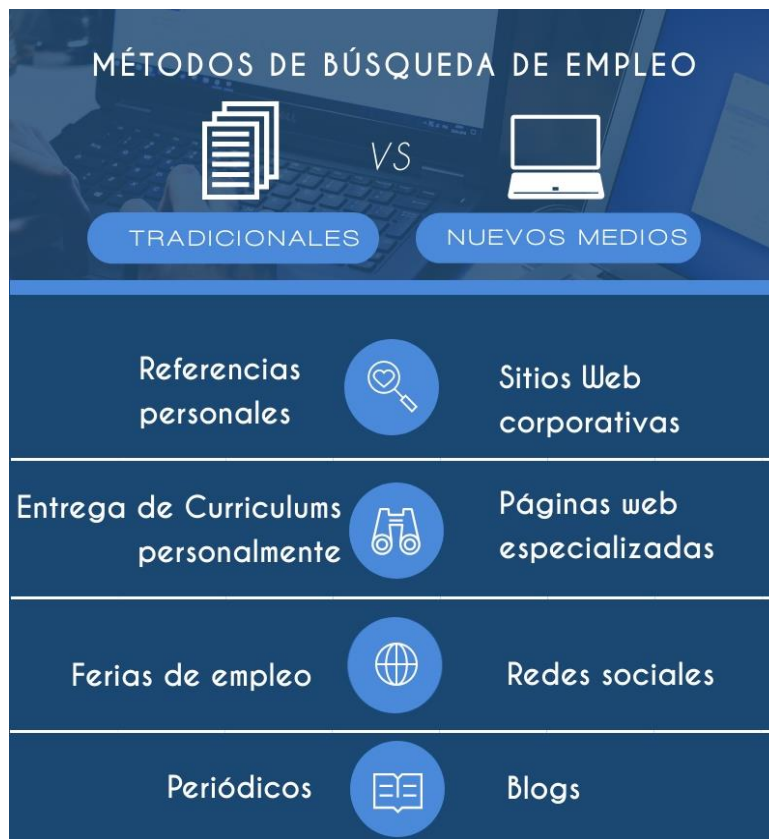 MÉTODOS DE BÚSQUEDA DE EMPLEO
VS
TRADICIONALES
NUEVOS MEDIOS
Referencias
personales
Sitios Web
corporativas
Entrega de Curriculums
personalmente
Páginas web
especializadas
Ferias de empleo
Redes sociales
Periódicos
Blogs